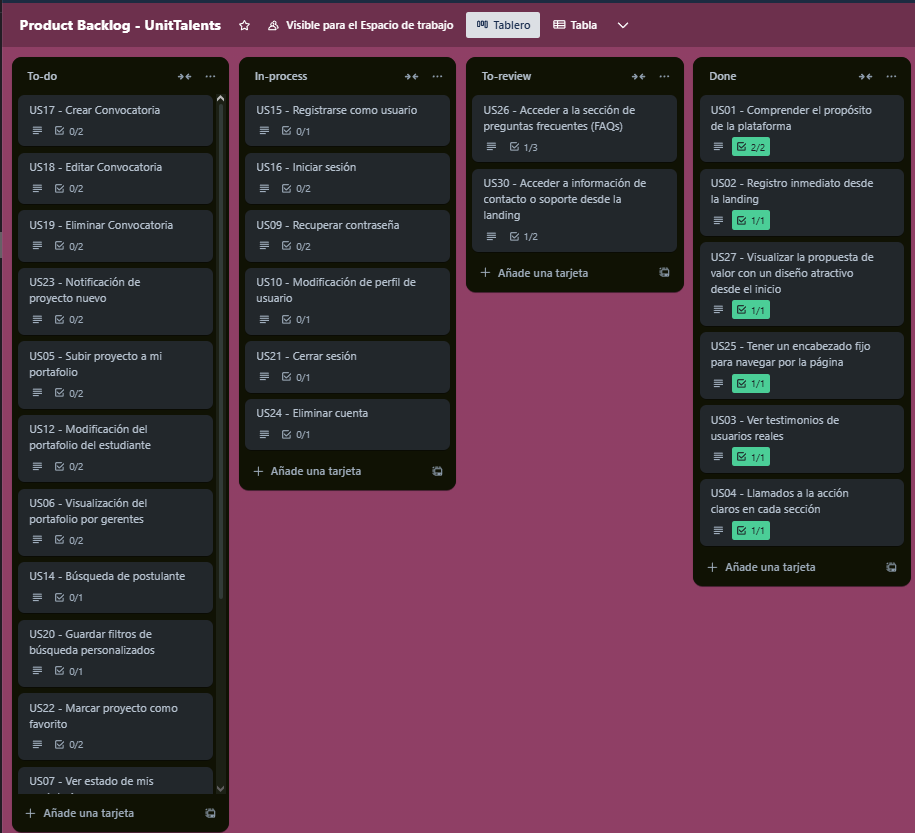 Product Backlog - UnitTalents
Visible para el Espacio de trabajo
Tablero
Tabla
To-do
US17 - Crear Convocatoria
0/2
US18 - Editar Convocatoria
0/2
US19 - Eliminar Convocatoria
0/2
US23 - Notificación de
proyecto nuevo
0/2
US05 - Subir proyecto a mi
portafolio
0/2
US12 - Modificación del
portafolio del estudiante
0/2
US06 - Visualización del
portafolio por gerentes
0/2
US14 - Búsqueda de postulante
0/1
US20 - Guardar filtros de
búsqueda personalizados
0/1
US22 - Marcar proyecto como
favorito
0/2
US07 - Ver estado de mis
Añade una tarjeta
In-process
US15 - Registrarse como usuario
0/1
US16 - Iniciar sesión
0/2
US09 - Recuperar contraseña
0/2
US10 - Modificación de perfil de
usuario
0/1
US21 - Cerrar sesión
0/1
US24 - Eliminar cuenta
0/1
Añade una tarjeta
To-review
US26 - Acceder a la sección de
preguntas frecuentes (FAQs)
1/3
US30 - Acceder a información de
contacto o soporte desde la
landing
1/2
Añade una tarjeta
Done
US01 - Comprender el propósito
de la plataforma
2/2
US02 - Registro inmediato desde
la landing
1/1
US27 - Visualizar la propuesta de
valor con un diseño atractivo
desde el inicio
1/1
US25 - Tener un encabezado fijo
para navegar por la página
1/1
US03 - Ver testimonios de
usuarios reales
1/1
US04 - Llamados a la acción
claros en cada sección
1/1
Añade una tarjeta